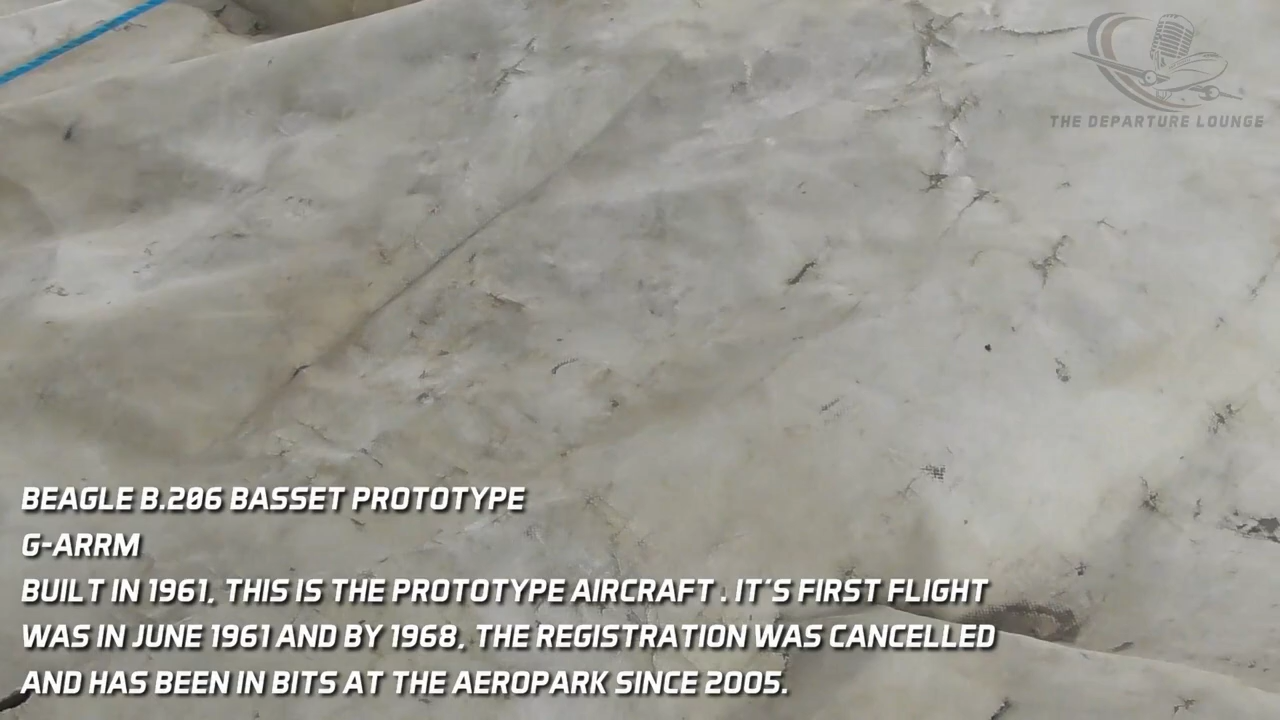 THE DEPARTURE LOUNGE
BEAGLE B.206 BASSET PROTOTYPE
G-ARRM
BUILT IN 1961, THIS IS THE PROTOTYPE AIRCRAFT . IT'S FIRST FLIGHT
WAS IN JUNE 1961 AND BY 1968, THE REGISTRATION WAS CANCELLED
AND HAS BEEN IN BITS AT THE AEROPARK SINCE 2005.